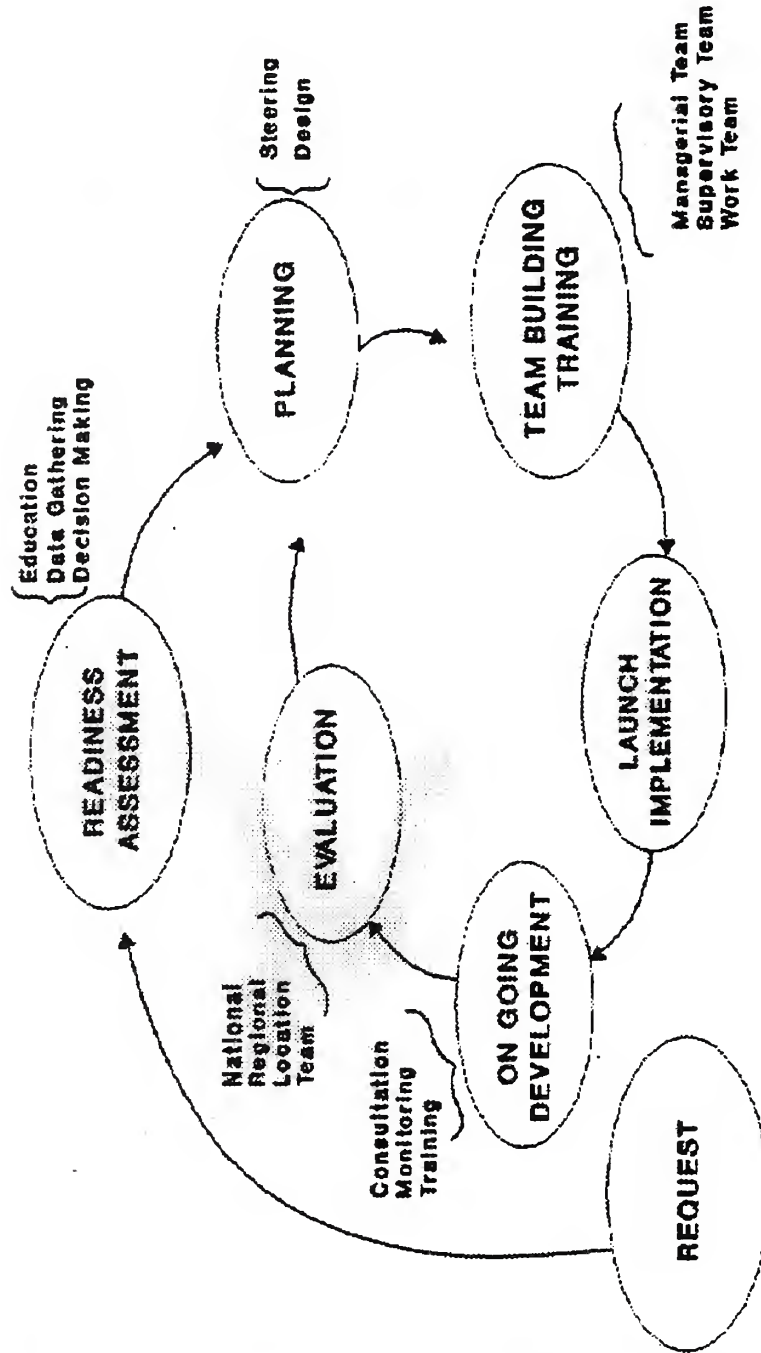 REQUEST
READINESS
ASSESSMENT
Education
Data Gathering
Decision Making
PLANNING
Steering
Design
TEAM BUILDING
TRAINING
Managerial Team
Supervisory Team
Work Team
LAUNCH
IMPLEMENTATION
ON GOING
DEVELOPMENT
Consultation
Monitoring
Training
EVALUATION
National
Regional
Location
Team